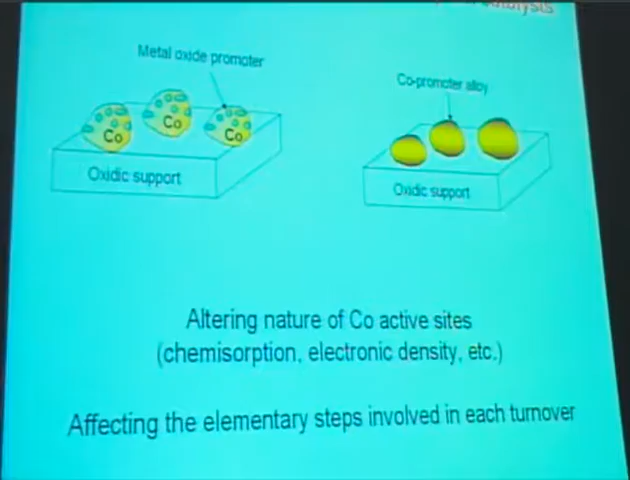 Metal oxide promoter
Co-promoter alloy
Co
Co
Co
Oxidic support
Oxidic support
Altering nature of Co active sites
(chemisorption, electronic density, etc.)
Affecting the elementary steps involved in each turnover